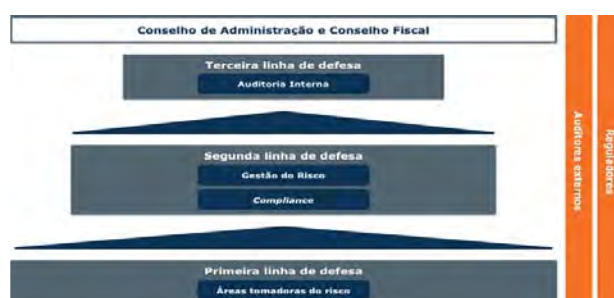 Conselho de Administração e Conselho Fiscal
Terceira linha de defesa
Auditoria Interna
Segunda linha de defesa
Gestão do Risco
Compliance
Primeira linha de defesa
Áreas tomadoras do risco
Auditores externos
Reguladores